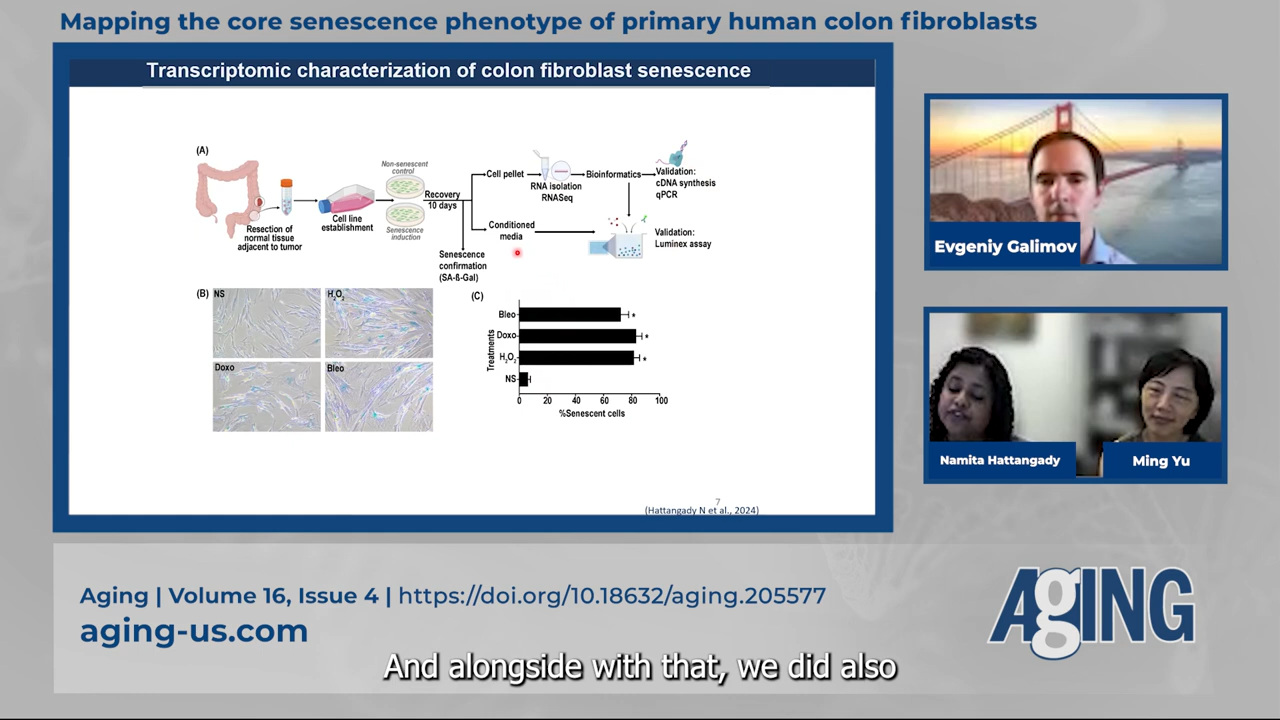 Mapping the core senescence phenotype of primary human colon fibroblasts
Transcriptomic characterization of colon fibroblast senescence
(A)
Resection of
normal tissue
adjacent to tumor
Cell line
establishment
Non-senescent
control
Senescence
induction
Recovery
10 days
Senescence
confirmation
(SA-ß-Gal)
Cell pellet
RNA isolation
RNASeq
Bioinformatics
Validation:
cDNA synthesis
qPCR
Conditioned
media
Validation:
Luminex assay
(B)
NS
H2O2
Doxo
Bleo
(C)
Treatments
Bleo
*
Doxo
*
H2O2
*
NS
0 20 40 60 80 100
%Senescent cells
7
(Hattangady N et al., 2024)
Evgeniy Galimov
Namita Hattangady
Ming Yu
Aging | Volume 16, Issue 4 | https://doi.org/10.18632/aging.205577
aging-us.com
AgING
And alongside with that, we did also